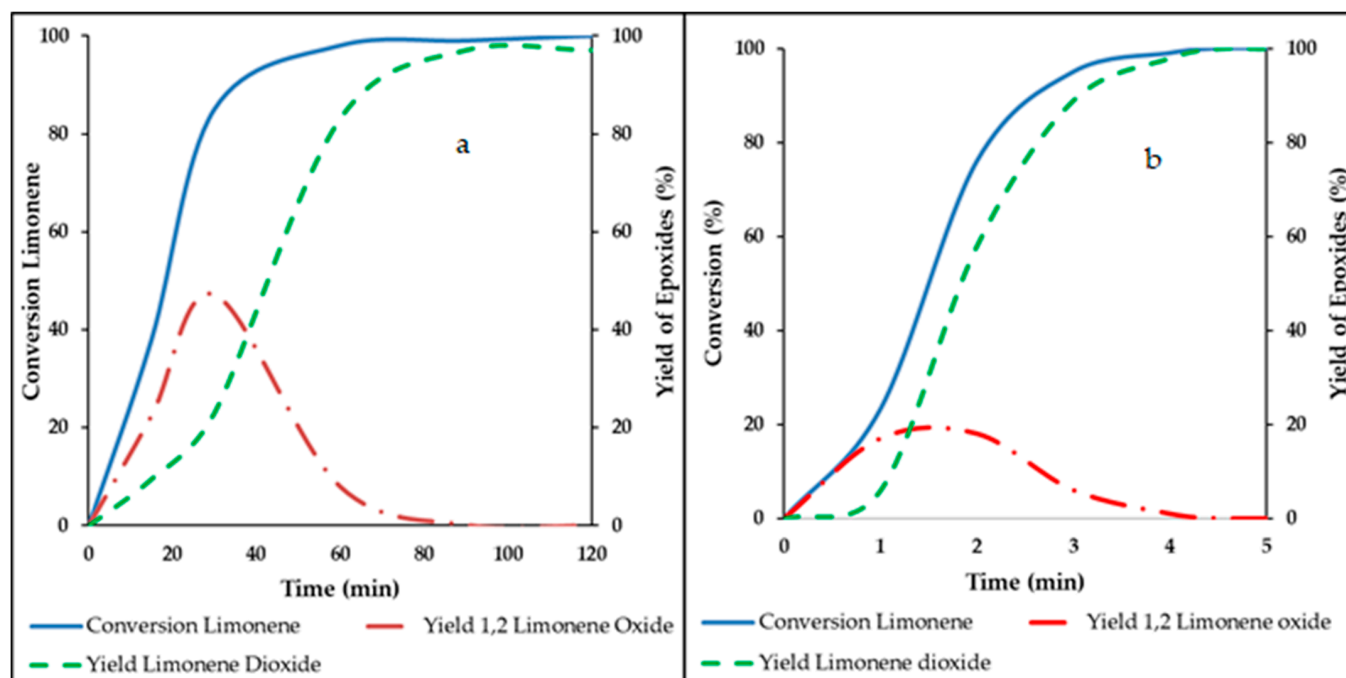 100
80
60
40
20
0
Conversion Limonene
a
100
80
60
40
20
0
Yield of Epoxides (%)
0 20 40 60 80 100 120
Time (min)
Conversion Limonene
Yield 1,2 Limonene Oxide
Yield Limonene Dioxide
100
80
60
40
20
0
Conversion (%)
b
100
80
60
40
20
0
Yield of Epoxides (%)
0 1 2 3 4 5
Time (min)
Conversion Limonene
Yield 1,2 Limonene oxide
Yield Limonene dioxide